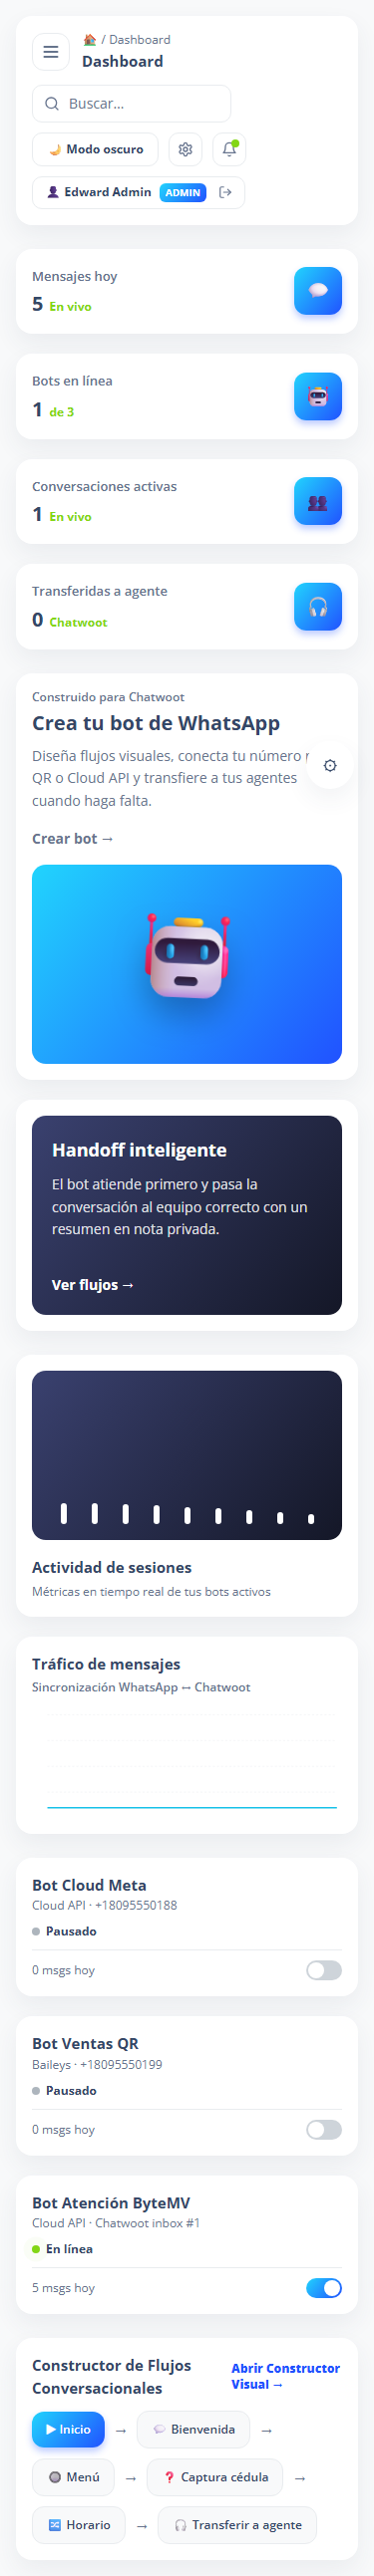 / Dashboard
Dashboard
Buscar...
Modo oscuro
Edward Admin ADMIN
Mensajes hoy
5 En vivo
Bots en línea
1 de 3
Conversaciones activas
1 En vivo
Transferidas a agente
0 Chatwoot
Construido para Chatwoot
Crea tu bot de WhatsApp
Diseña flujos visuales, conecta tu número
QR o Cloud API y transfiere a tus agentes
cuando haga falta.
Crear bot →
Handoff inteligente
El bot atiende primero y pasa la
conversación al equipo correcto con un
resumen en nota privada.
Ver flujos →
Actividad de sesiones
Métricas en tiempo real de tus bots activos
Tráfico de mensajes
Sincronización WhatsApp ↔ Chatwoot
Bot Cloud Meta
Cloud API · +18095550188
Pausado
0 msgs hoy
Bot Ventas QR
Baileys · +18095550199
Pausado
0 msgs hoy
Bot Atención ByteMV
Cloud API · Chatwoot inbox #1
En línea
5 msgs hoy
Constructor de Flujos
Conversacionales
Abrir Constructor
Visual →
▶ Inicio → Bienvenida →
Menú → ❓ Captura cédula →
Horario → Transferir a agente